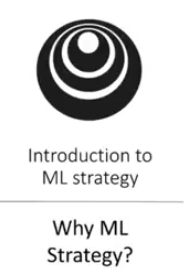 Introduction to
ML strategy
Why ML
Strategy?